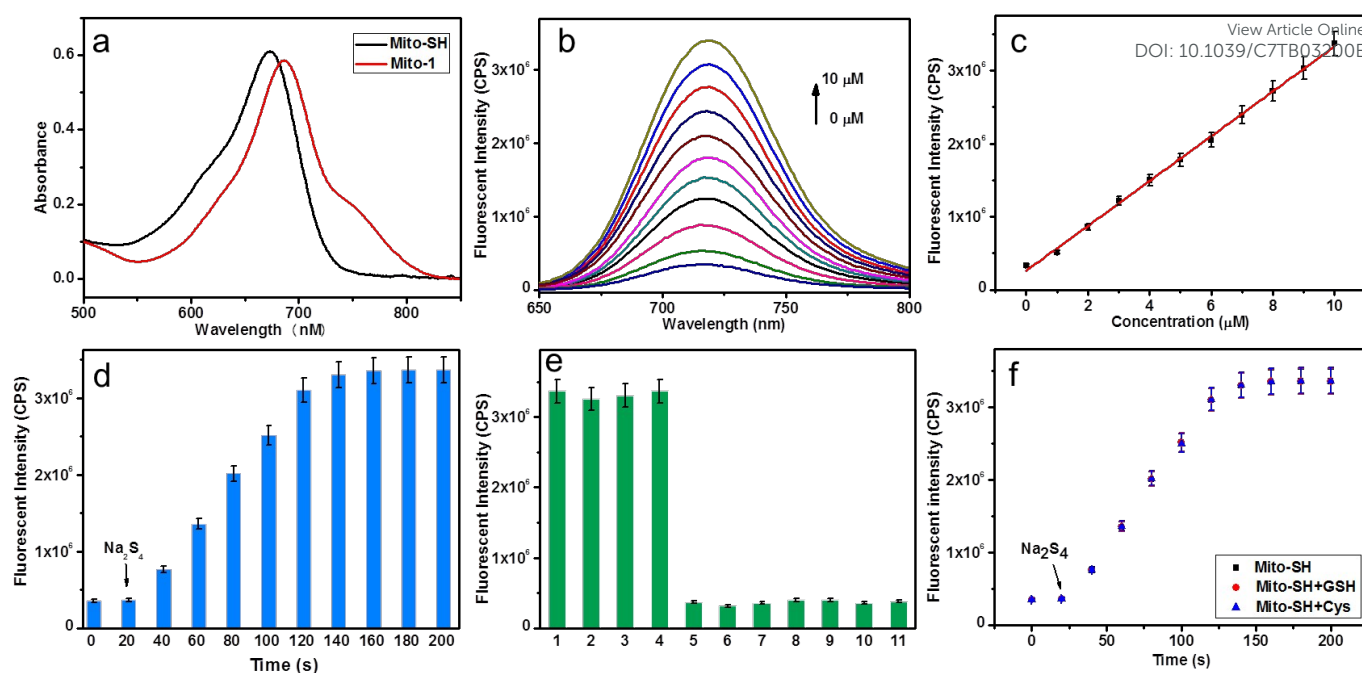 View Article Online
DOI: 10.1039/C7TB03200E
a
Mito-SH
Mito-1
0.6
0.4
0.2
0.0
Absorbance
500
600
700
800
Wavelength (nM)
b
10 μM
0 μM
3x10⁶
2x10⁶
1x10⁶
0
Fluorescent Intensity (CPS)
650
700
750
800
Wavelength (nm)
c
3x10⁶
2x10⁶
1x10⁶
0
Fluorescent Intensity (CPS)
0
2
4
6
8
10
Concentration (μM)
d
Na₂S₄
3x10⁶
2x10⁶
1x10⁶
0
Fluorescent Intensity (CPS)
0 20 40 60 80 100 120 140 160 180 200
Time (s)
e
3x10⁶
2x10⁶
1x10⁶
0
Fluorescent Intensity (CPS)
1 2 3 4 5 6 7 8 9 10 11
f
Na₂S₄
Mito-SH
Mito-SH+GSH
Mito-SH+Cys
3x10⁶
2x10⁶
1x10⁶
0
Fluorescent intensity (CPS)
0
50
100
150
200
Time (s)